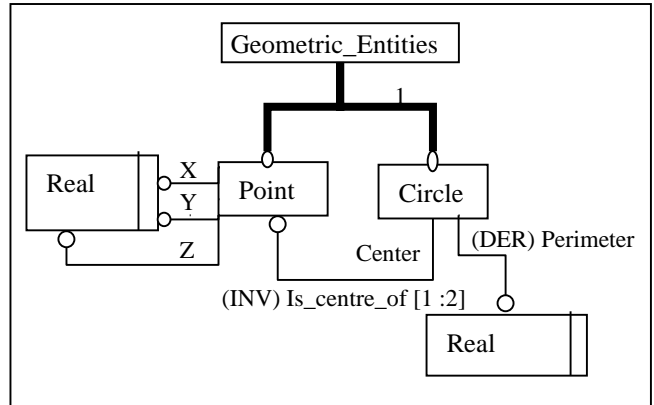 Geometric_Entities
1
Real
X
Y
Z
Point
Circle
Center
(DER) Perimeter
(INV) Is_centre_of [1 :2]
Real